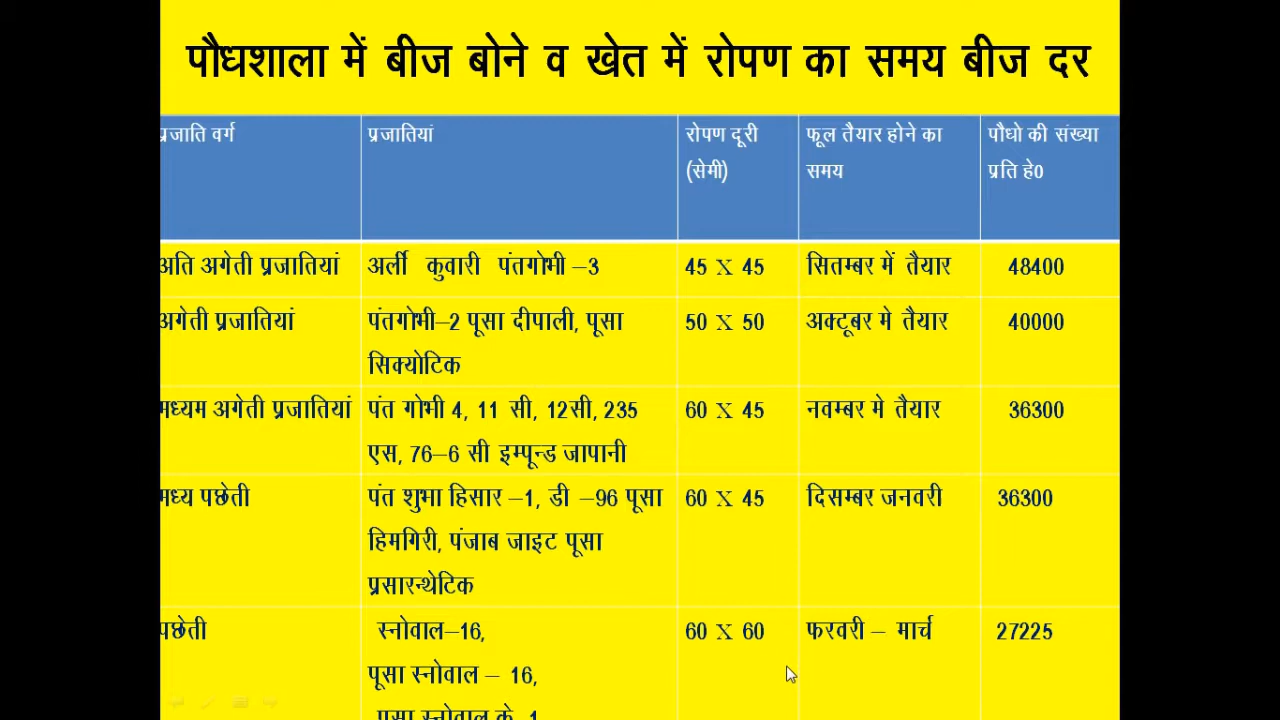 पौधशाला में बीज बोने व खेत में रोपण का समय बीज दर
प्रजाति वर्ग
प्रजातियां
रोपण दूरी
(सेमी)
फूल तैयार होने का
समय
पौधो की संख्या
प्रति हे0
अति अगेती प्रजातियां
अर्ली कुवारी पंतगोभी –3
45 X 45
सितम्बर में तैयार
48400
अगेती प्रजातियां
पंतगोभी–2 पूसा दीपाली, पूसा
सिक्योटिक
50 X 50
अक्टूबर मे तैयार
40000
मध्यम अगेती प्रजातियां
पंत गोभी 4, 11 सी, 12सी, 235
एस, 76–6 सी इम्पून्ड जापानी
60 X 45
नवम्बर मे तैयार
36300
मध्य पछेती
पंत शुभा हिसार –1, डी –96 पूसा
हिमगिरी, पंजाब जाइट पूसा
प्रसारन्थेटिक
60 X 45
दिसम्बर जनवरी
36300
पछेती
स्नोवाल–16,
पूसा स्नोवाल – 16,
पूसा स्नोवाल के–1
60 X 60
फरवरी – मार्च
27225